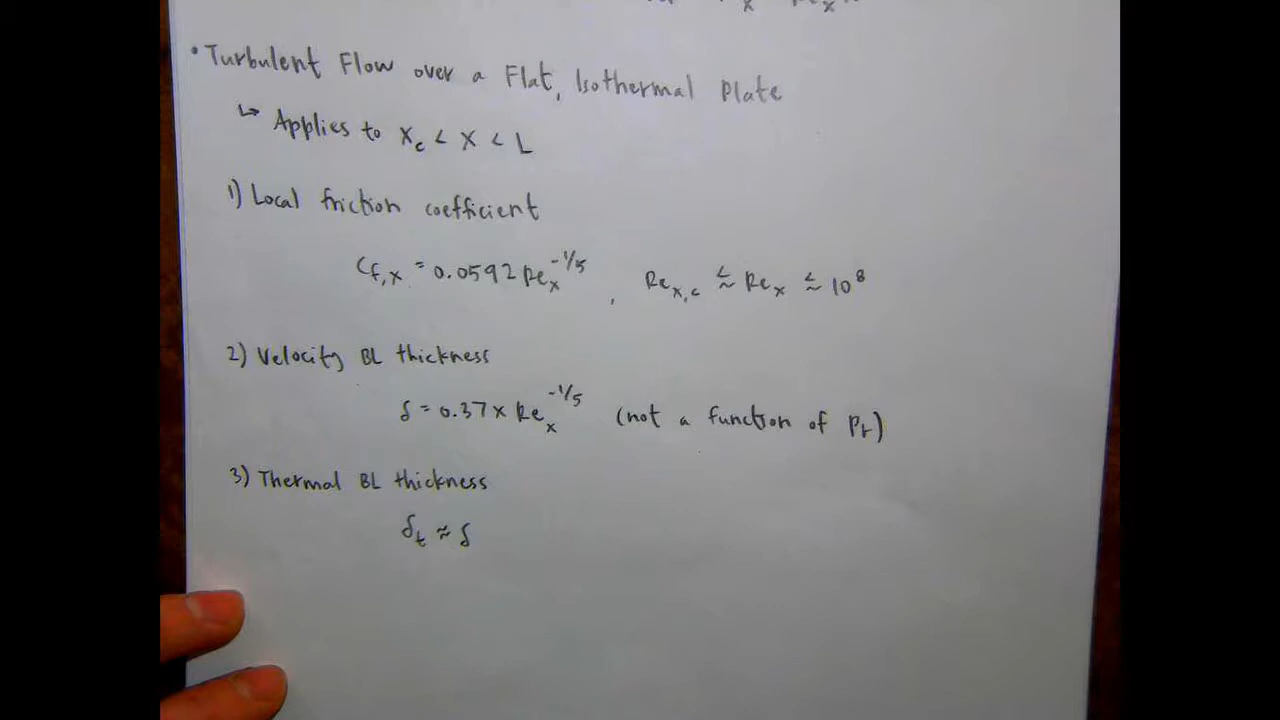 • Turbulent Flow over a Flat, Isothermal Plate
↳ Applies to x_c < x < L
1) Local friction coefficient
C_f,x = 0.0592 Re_x^-1/5 , Re_x,c ≲ Re_x ≲ 10^8
2) Velocity BL thickness
δ = 0.37 x Re_x^-1/5 (not a function of Pr)
3) Thermal BL thickness
δ_t ≈ δ